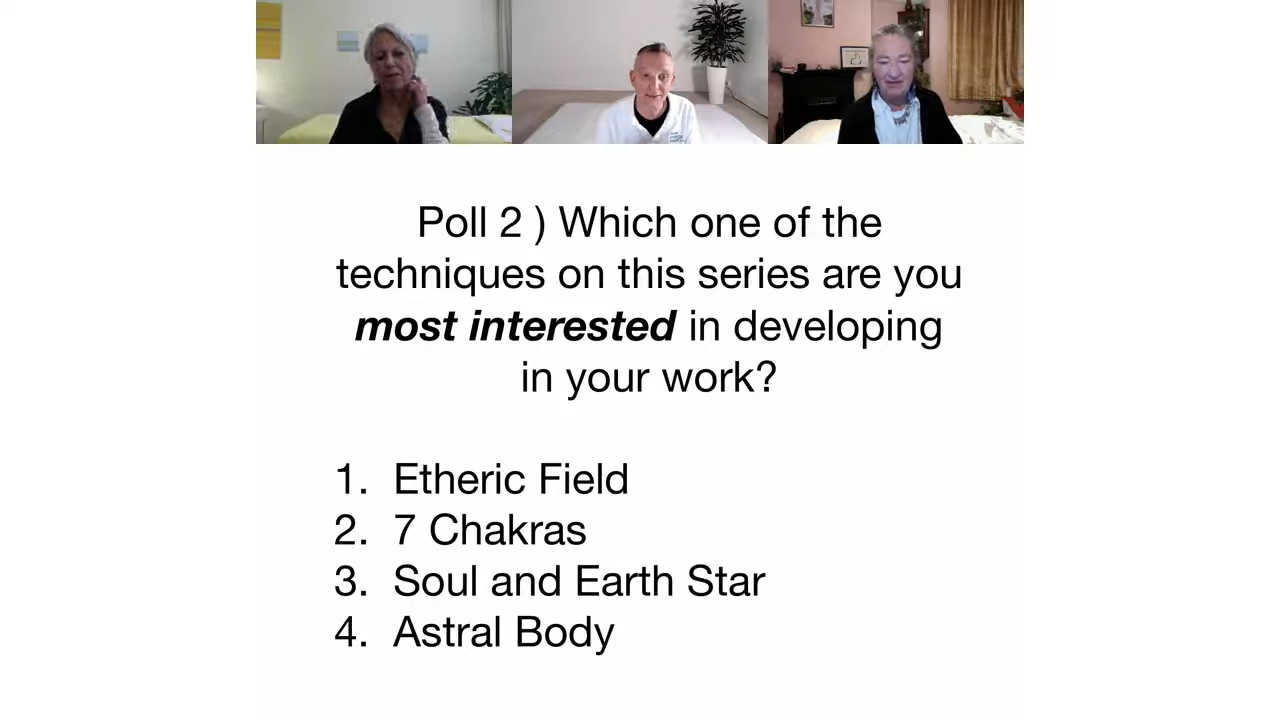 Poll 2 ) Which one of the
techniques on this series are you
most interested in developing
in your work?
1. Etheric Field
2. 7 Chakras
3. Soul and Earth Star
4. Astral Body